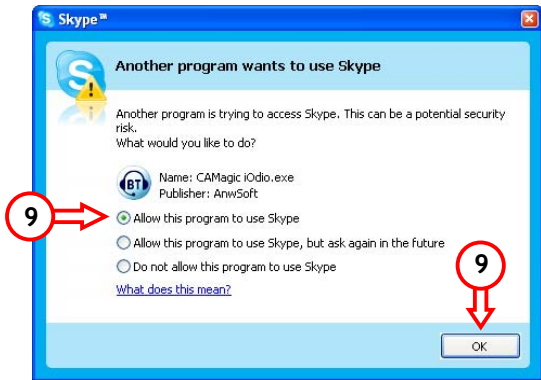 Skype™
Another program wants to use Skype
Another program is trying to access Skype. This can be a potential security
risk.
What would you like to do?
BT
Name: CAMagic iOdio.exe
Publisher: AnwSoft
9
Allow this program to use Skype
Allow this program to use Skype, but ask again in the future
Do not allow this program to use Skype
What does this mean?
9
OK